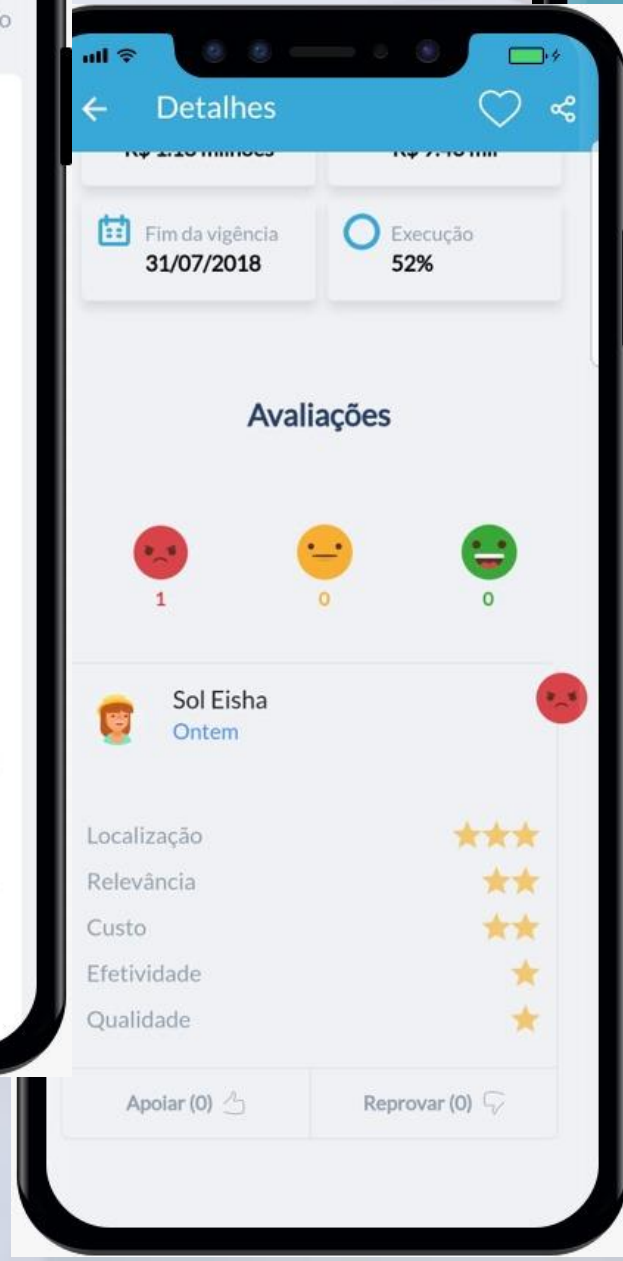 Detalhes
Fim da vigência
31/07/2018
Execução
52%
Avaliações
1
0
0
Sol Eisha
Ontem
Localização
Relevância
Custo
Efetividade
Qualidade
Apoiar (0)
Reprovar (0)